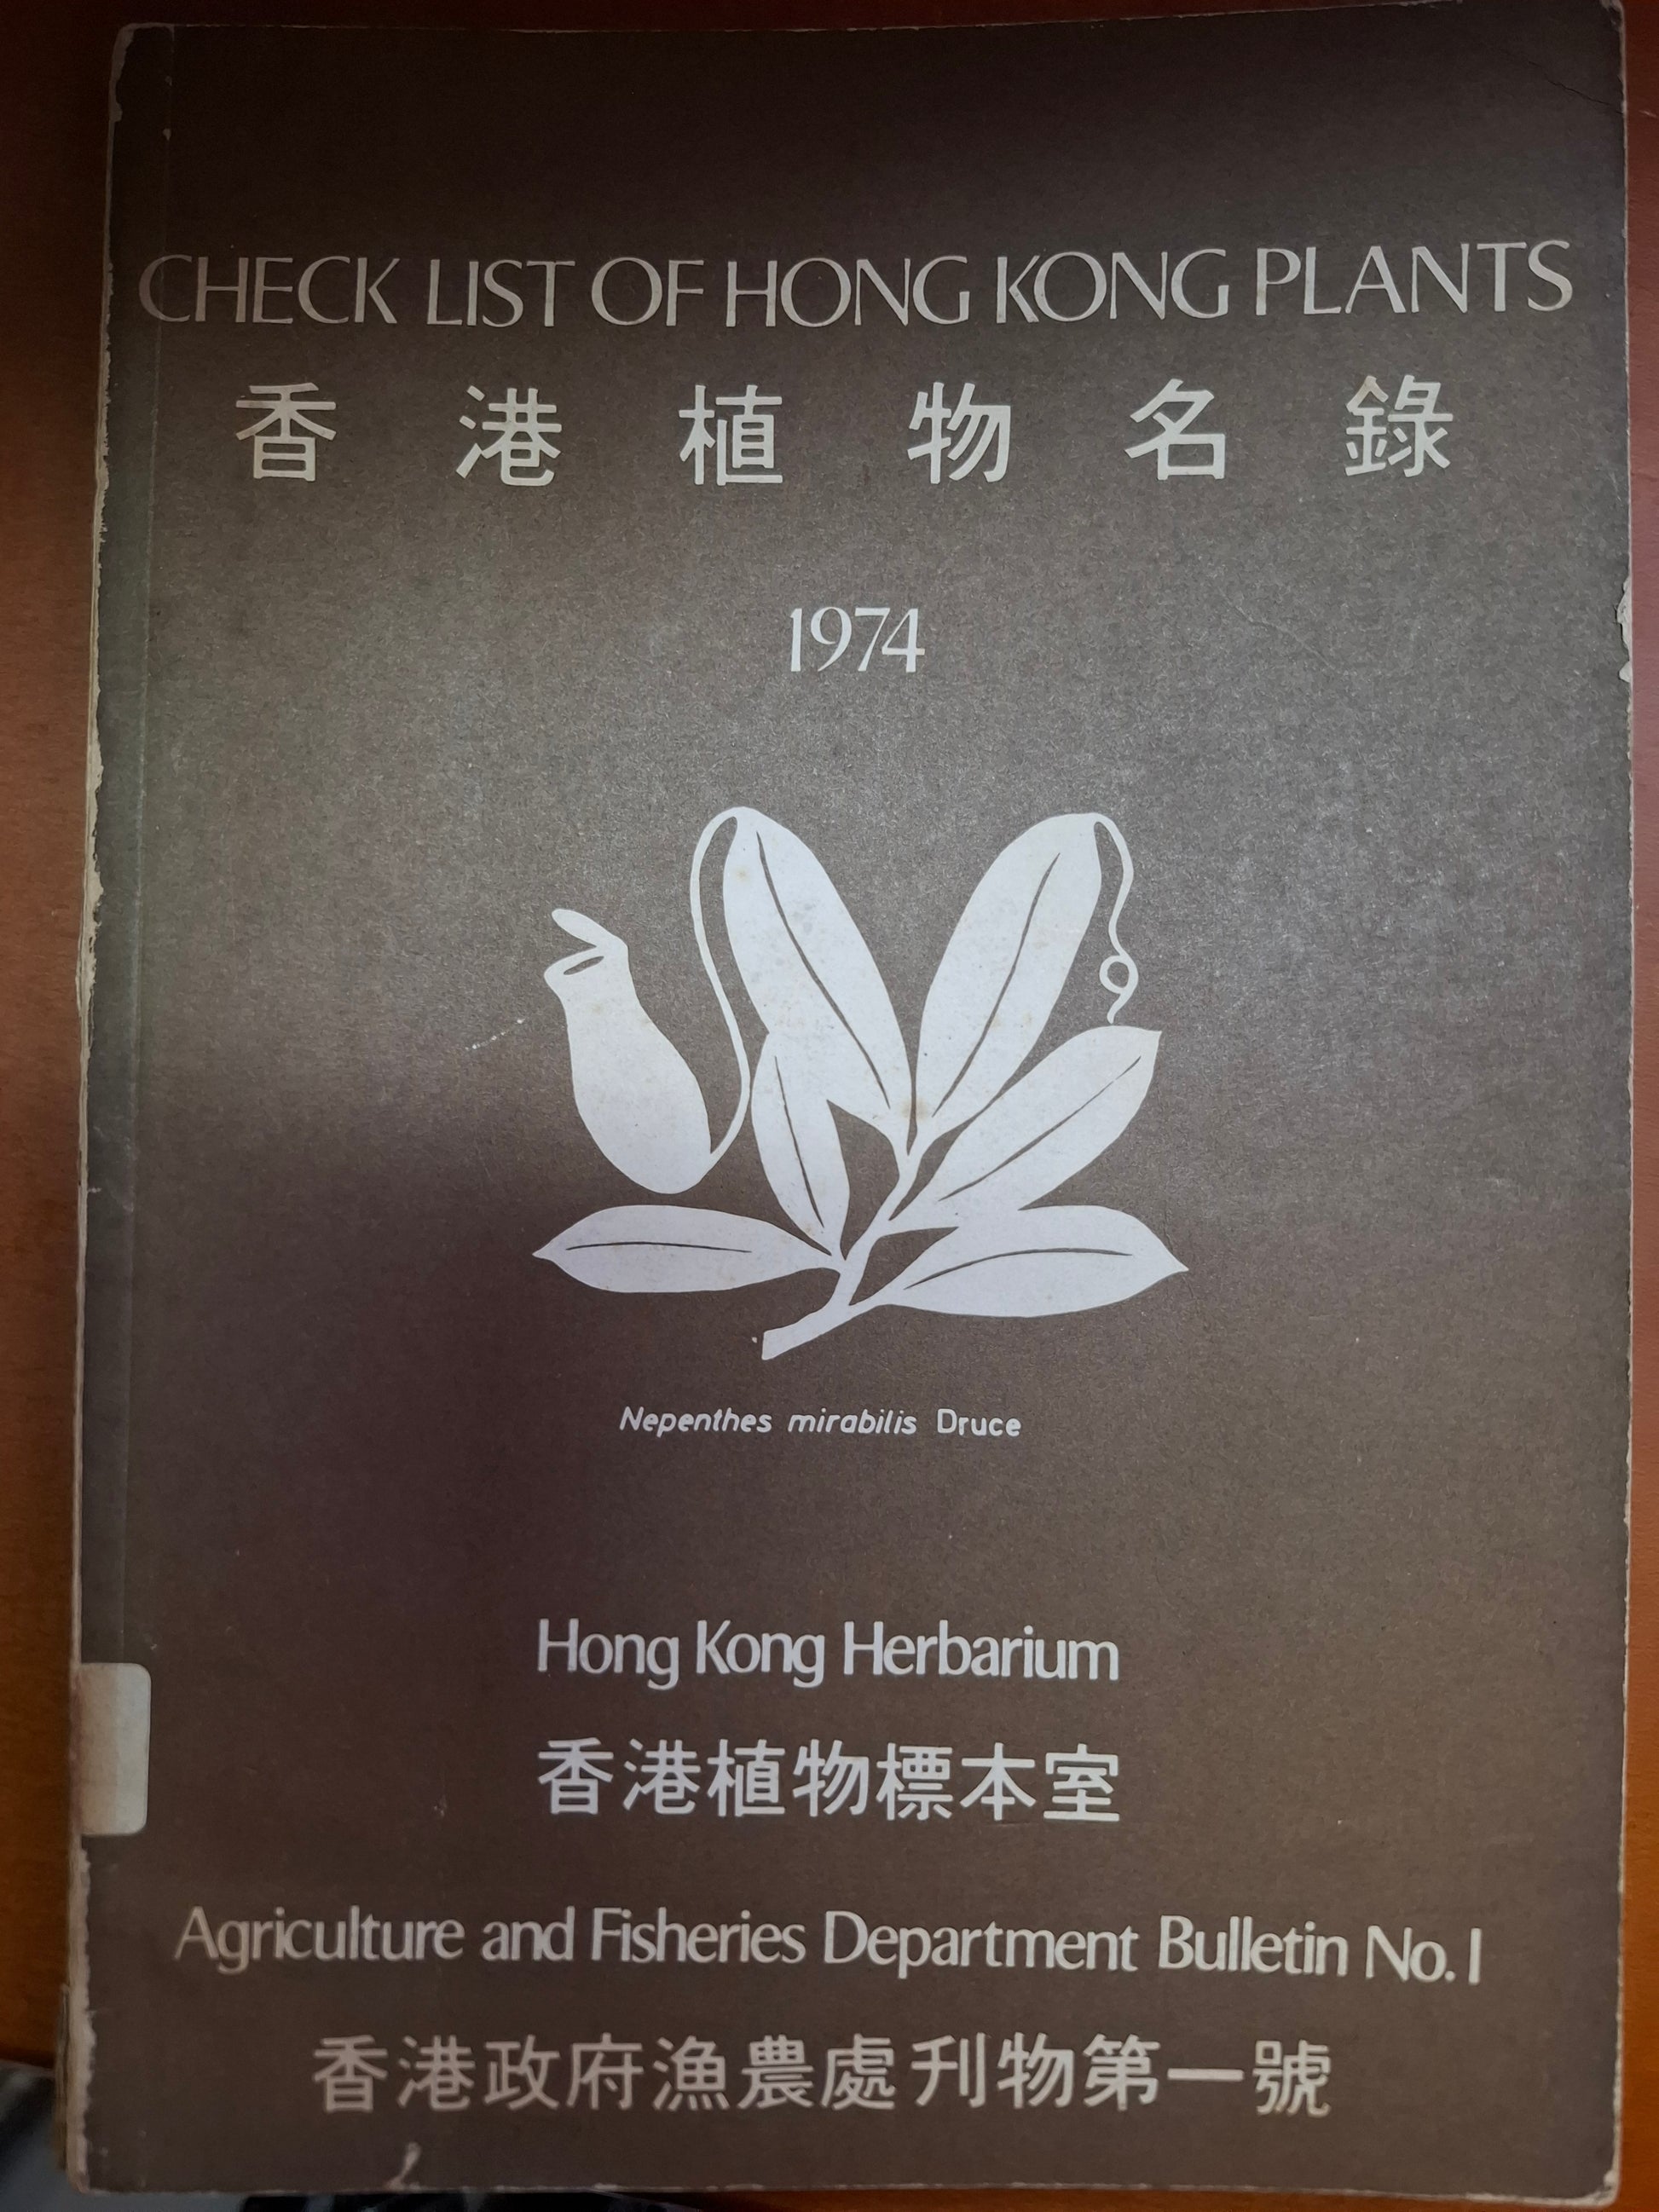 CHECK LIST OF HONG KONG PLANTS
香港植物名錄
1974
Nepenthes mirabilis Druce
Hong Kong Herbarium
香港植物標本室
Agriculture and Fisheries Department Bulletin No. 1
香港政府漁農處刋物第一號